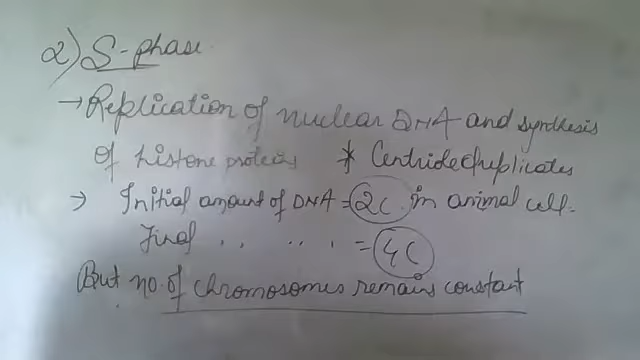 2) S-phase
→ Replication of nuclear DNA and synthesis
of histone proteins * Centriole duplicates
→ Initial amount of DNA = 2C in animal cell.
Final " " " = 4C
But no. of chromosomes remains constant